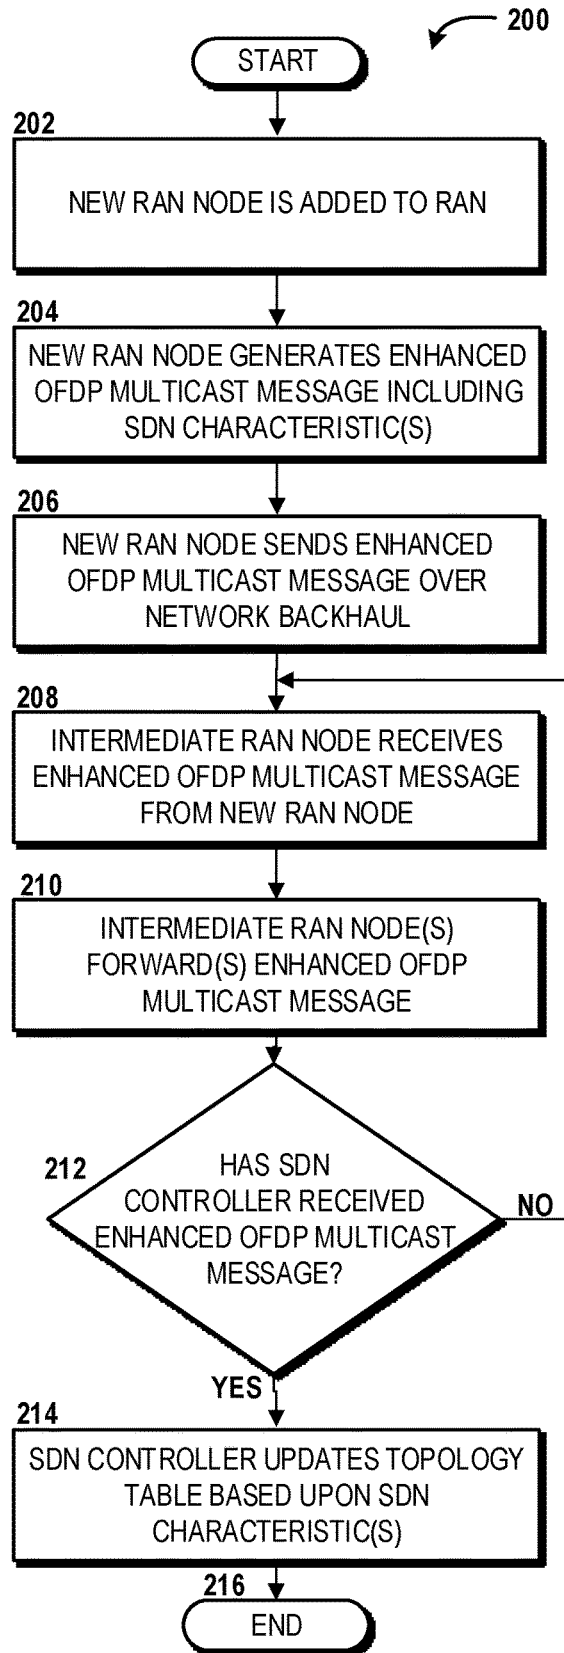 200
START
202
NEW RAN NODE IS ADDED TO RAN
204
NEW RAN NODE GENERATES ENHANCED
OFDP MULTICAST MESSAGE INCLUDING
SDN CHARACTERISTIC(S)
206
NEW RAN NODE SENDS ENHANCED
OFDP MULTICAST MESSAGE OVER
NETWORK BACKHAUL
208
INTERMEDIATE RAN NODE RECEIVES
ENHANCED OFDP MULTICAST MESSAGE
FROM NEW RAN NODE
210
INTERMEDIATE RAN NODE(S)
FORWARD(S) ENHANCED OFDP
MULTICAST MESSAGE
212
HAS SDN
CONTROLLER RECEIVED
ENHANCED OFDP MULTICAST
MESSAGE?
NO
YES
214
SDN CONTROLLER UPDATES TOPOLOGY
TABLE BASED UPON SDN
CHARACTERISTIC(S)
216
END